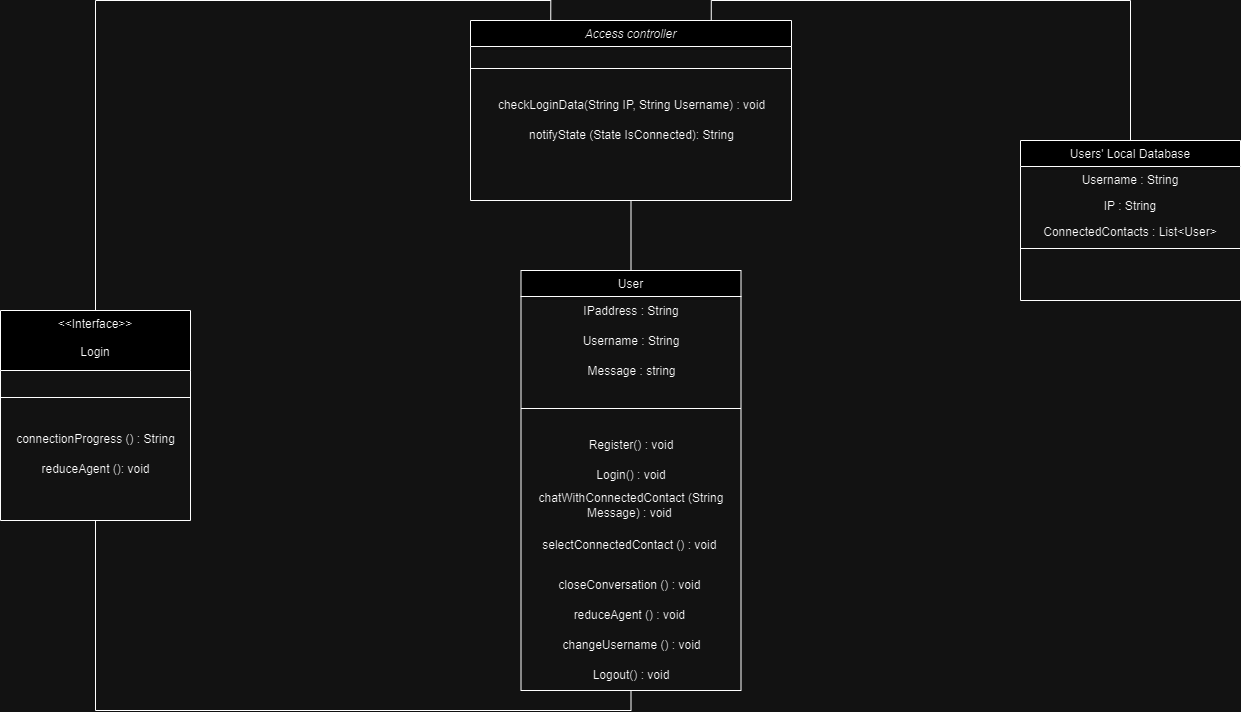 Access controller
checkLoginData(String IP, String Username) : void
notifyState (State IsConnected): String
Users' Local Database
Username : String
IP : String
ConnectedContacts : List<User>
User
IPaddress : String
Username : String
Message : string
Register() : void
Login() : void
chatWithConnectedContact (String
Message) : void
selectConnectedContact () : void
closeConversation () : void
reduceAgent () : void
changeUsername () : void
Logout() : void
<<Interface>>
Login
connectionProgress () : String
reduceAgent (): void